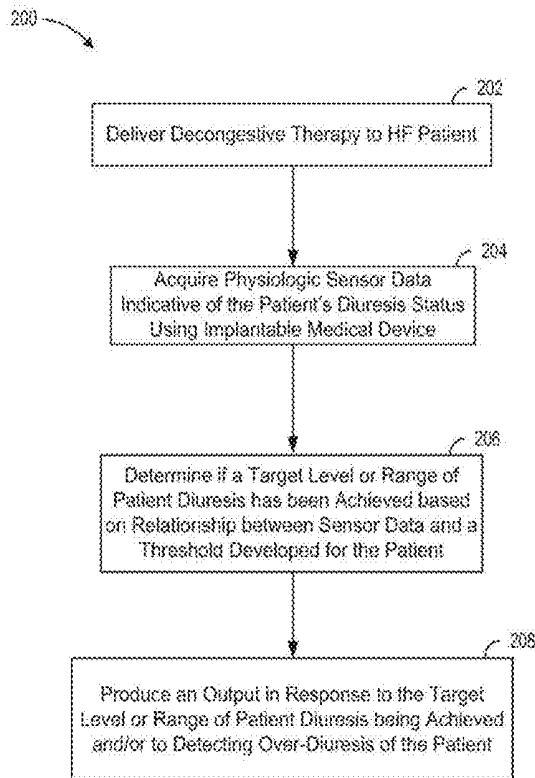 200
202
Deliver Decongestive Therapy to HF Patient
204
Acquire Physiologic Sensor Data
Indicative of the Patient's Diuresis Status
Using Implantable Medical Device
206
Determine if a Target Level or Range of
Patient Diuresis has been Achieved based
on Relationship between Sensor Data and a
Threshold Developed for the Patient
208
Produce an Output in Response to the Target
Level or Range of Patient Diuresis being Achieved
and/or to Detecting Over-Diuresis of the Patient